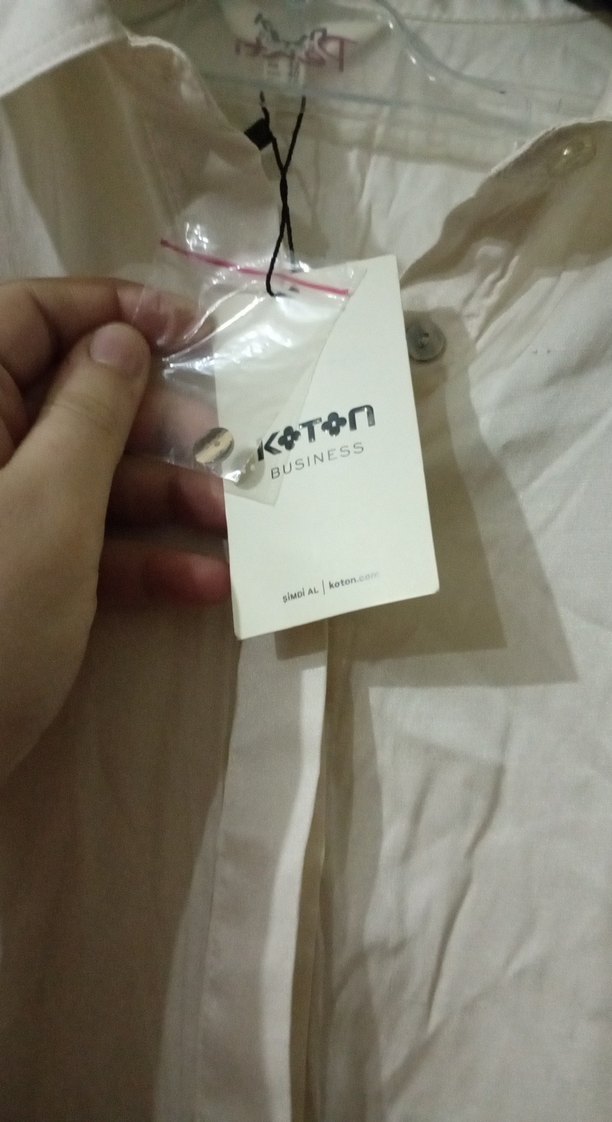 KOTON
BUSINESS
ŞİMDİ AL | koton.com